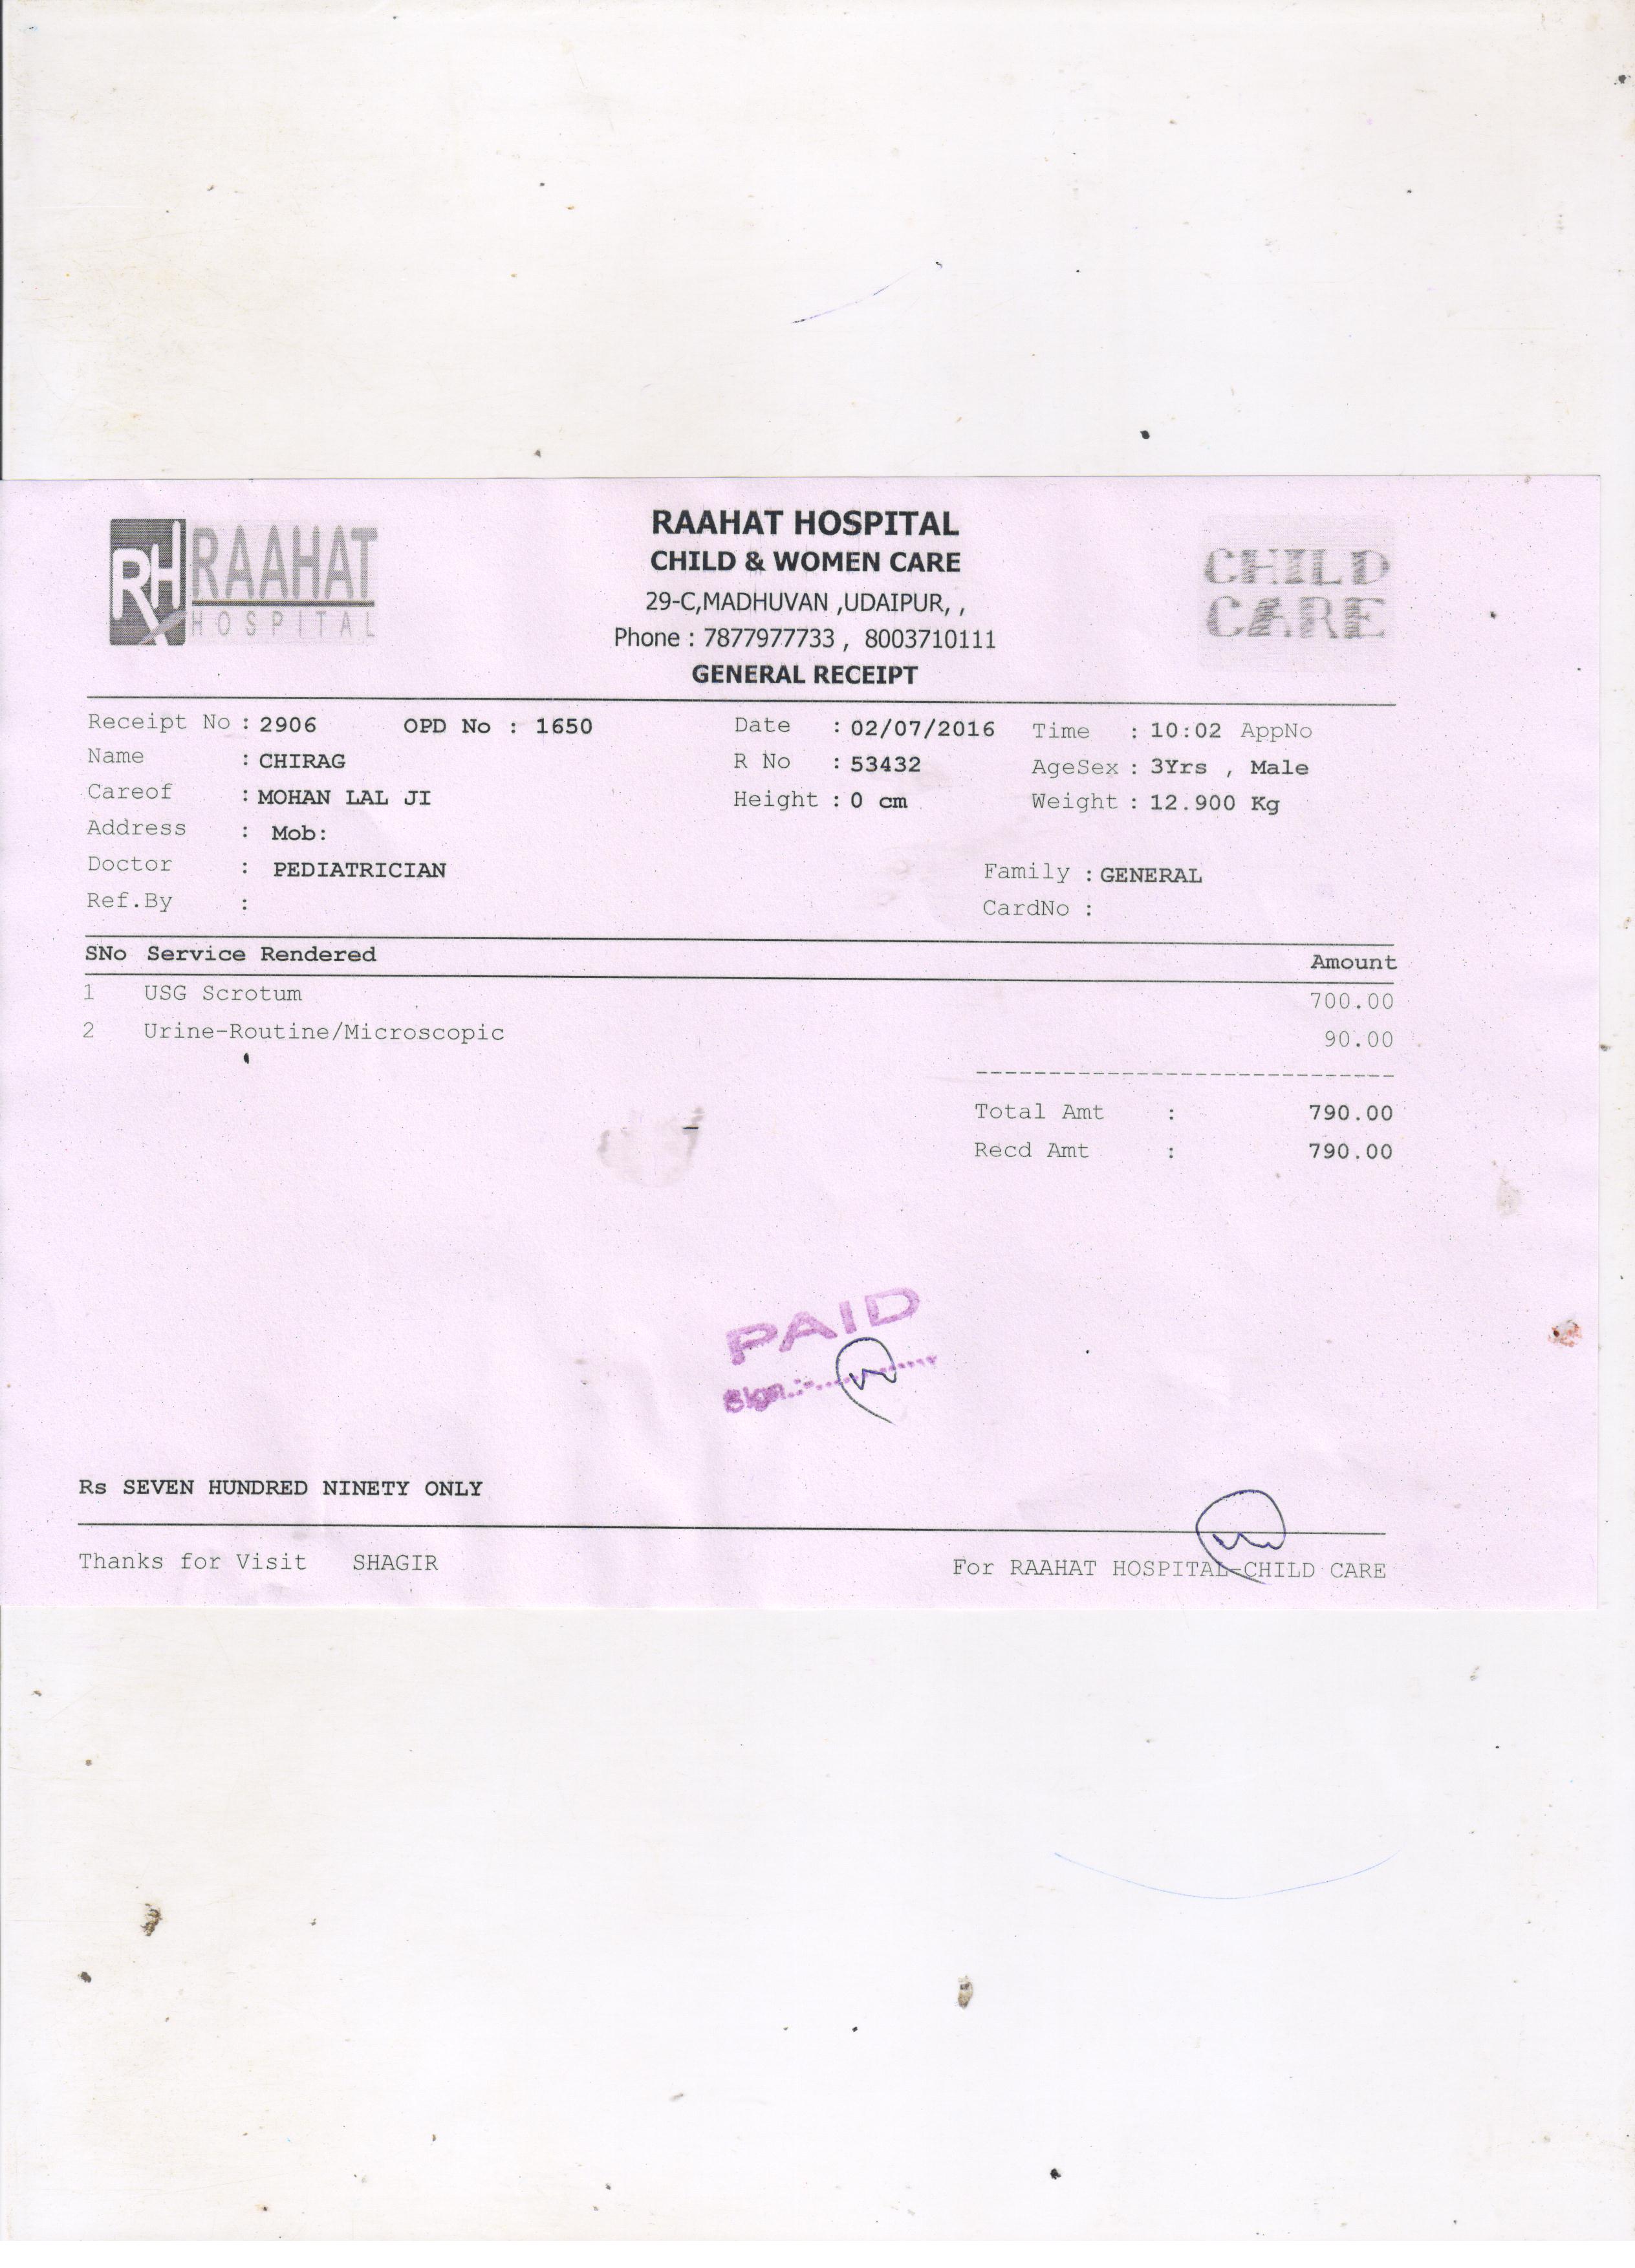 RH RAAHAT
HOSPITAL
RAAHAT HOSPITAL
CHILD & WOMEN CARE
29-C,MADHUVAN ,UDAIPUR, ,
Phone : 7877977733 , 8003710111
GENERAL RECEIPT
CHILD
CARE
Receipt No : 2906 OPD No : 1650 Date : 02/07/2016 Time : 10:02 AppNo
Name : CHIRAG R No : 53432 AgeSex : 3Yrs , Male
Careof : MOHAN LAL JI Height : 0 cm Weight : 12.900 Kg
Address : Mob:
Doctor : PEDIATRICIAN Family : GENERAL
Ref.By : CardNo :
SNo Service Rendered Amount
1 USG Scrotum 700.00
2 Urine-Routine/Microscopic 90.00
Total Amt : 790.00
Recd Amt : 790.00
PAID
Sign.:-..................
Rs SEVEN HUNDRED NINETY ONLY
Thanks for Visit SHAGIR For RAAHAT HOSPITAL-CHILD CARE